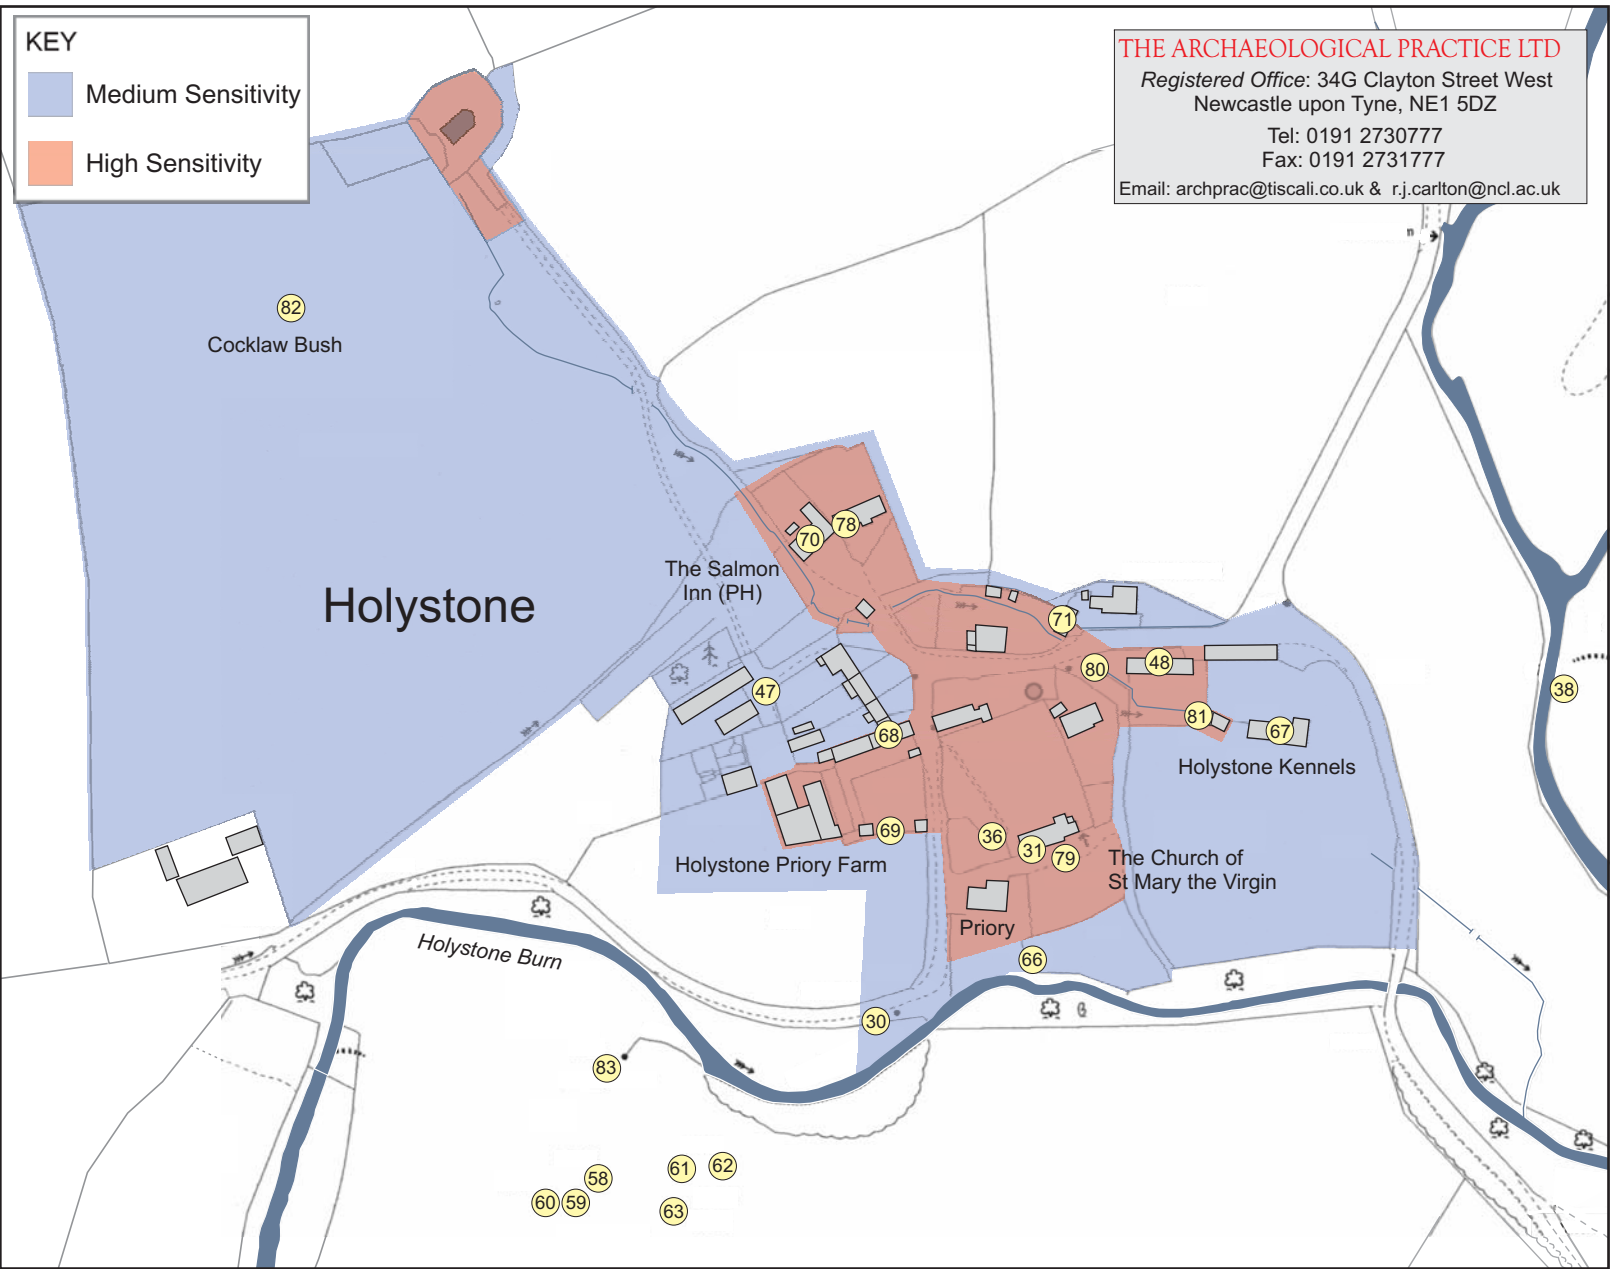 KEY
Medium Sensitivity
High Sensitivity
THE ARCHAEOLOGICAL PRACTICE LTD
Registered Office: 34G Clayton Street West
Newcastle upon Tyne, NE1 5DZ
Tel: 0191 2730777
Fax: 0191 2731777
Email: archprac@tiscali.co.uk & r.j.carlton@ncl.ac.uk
82
Cocklaw Bush
78
70
The Salmon
Inn (PH)
Holystone
71
80
48
47
38
81
68
67
Holystone Kennels
69
36
31
79
Holystone Priory Farm
The Church of
St Mary the Virgin
Priory
Holystone Burn
66
30
83
61
62
58
60
59
63